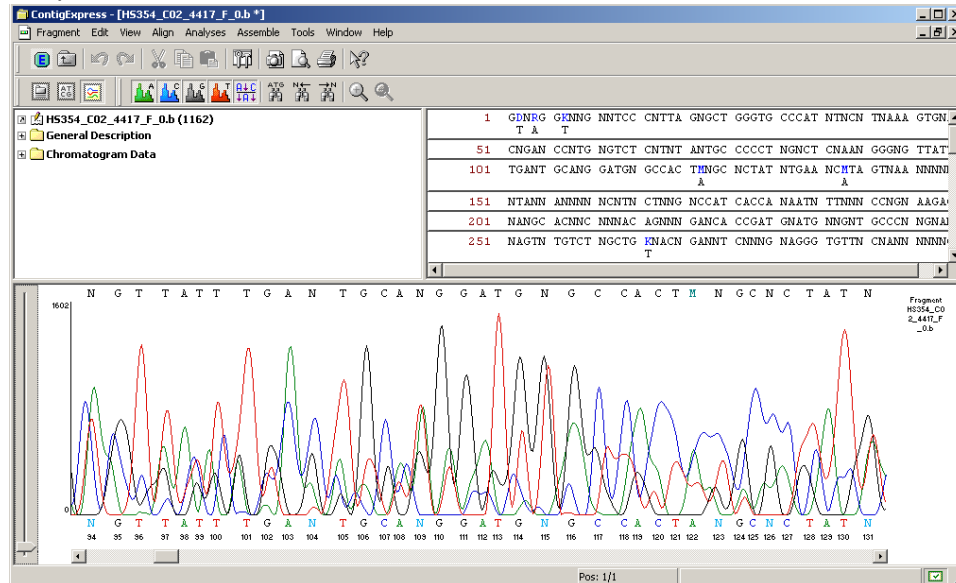 ContigExpress - [HS354_C02_4417_F_0.b *]
Fragment Edit View Align Analyses Assemble Tools Window Help
HS354_C02_4417_F_0.b (1162)
General Description
Chromatogram Data
1 GDNRG GKNNG NNTCC CNTTA GNGCT GGGTG CCCAT NTNCN TNAAA GTGN
T A T
51 CNGAN CCNTG NGTCT CNTNT ANTGC CCCCT NGNCT CNAAN GGGNG TTAT
101 TGANT GCANG GATGN GCCAC TMNGC NCTAT NTGAA NCMTA GTNAA NNNN
A A
151 NTANN ANNNN NCNTN CTNNG NCCAT CACCA NAATN TTNNN CCNGN AAGA
201 NANGC ACNNC NNNAC AGNNN GANCA CCGAT GNATG NNGNT GCCCN NGNA
251 NAGTN TGTCT NGCTG KNACN GANNT CNNNG NAGGG TGTTN CNANN NNNN
T
N G T T A T T T G A N T G C A N G G A T G N G C C A C T M N G C N C T A T N
1602
Fragment
HS354_C0
2_4417_F
_0.b
0
N G T T A T T T G A N T G C A N G G A T G N G C C A C T A N G C N C T A T N
94 95 96 97 98 99 100 101 102 103 104 105 106 107 108 109 110 111 112 113 114 115 116 117 118 119 120 121 122 123 124 125 126 127 128 129 130 131
Pos: 1/1